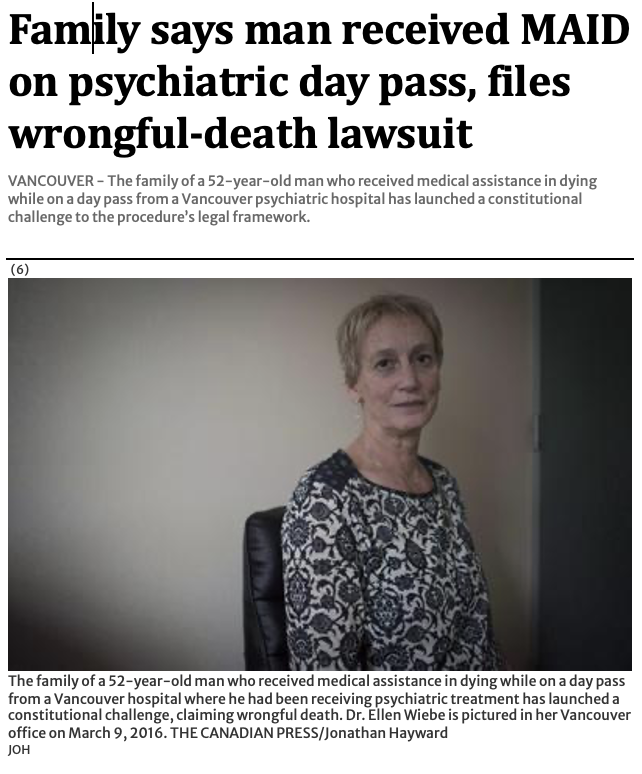 Family says man received MAID
on psychiatric day pass, files
wrongful-death lawsuit
VANCOUVER – The family of a 52-year-old man who received medical assistance in dying
while on a day pass from a Vancouver psychiatric hospital has launched a constitutional
challenge to the procedure’s legal framework.
(6)
The family of a 52-year-old man who received medical assistance in dying while on a day pass
from a Vancouver hospital where he had been receiving psychiatric treatment has launched a
constitutional challenge, claiming wrongful death. Dr. Ellen Wiebe is pictured in her Vancouver
office on March 9, 2016. THE CANADIAN PRESS/Jonathan Hayward
JOH